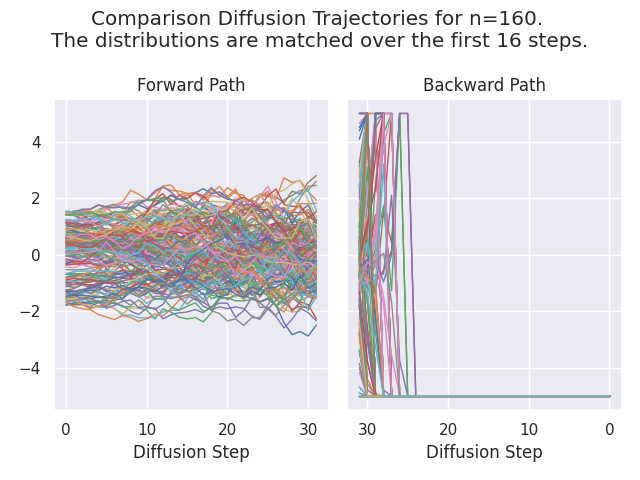 Comparison Diffusion Trajectories for n=160.
The distributions are matched over the first 16 steps.
Forward Path
Backward Path
4
2
0
−2
−4
0 10 20 30
30 20 10 0
Diffusion Step
Diffusion Step